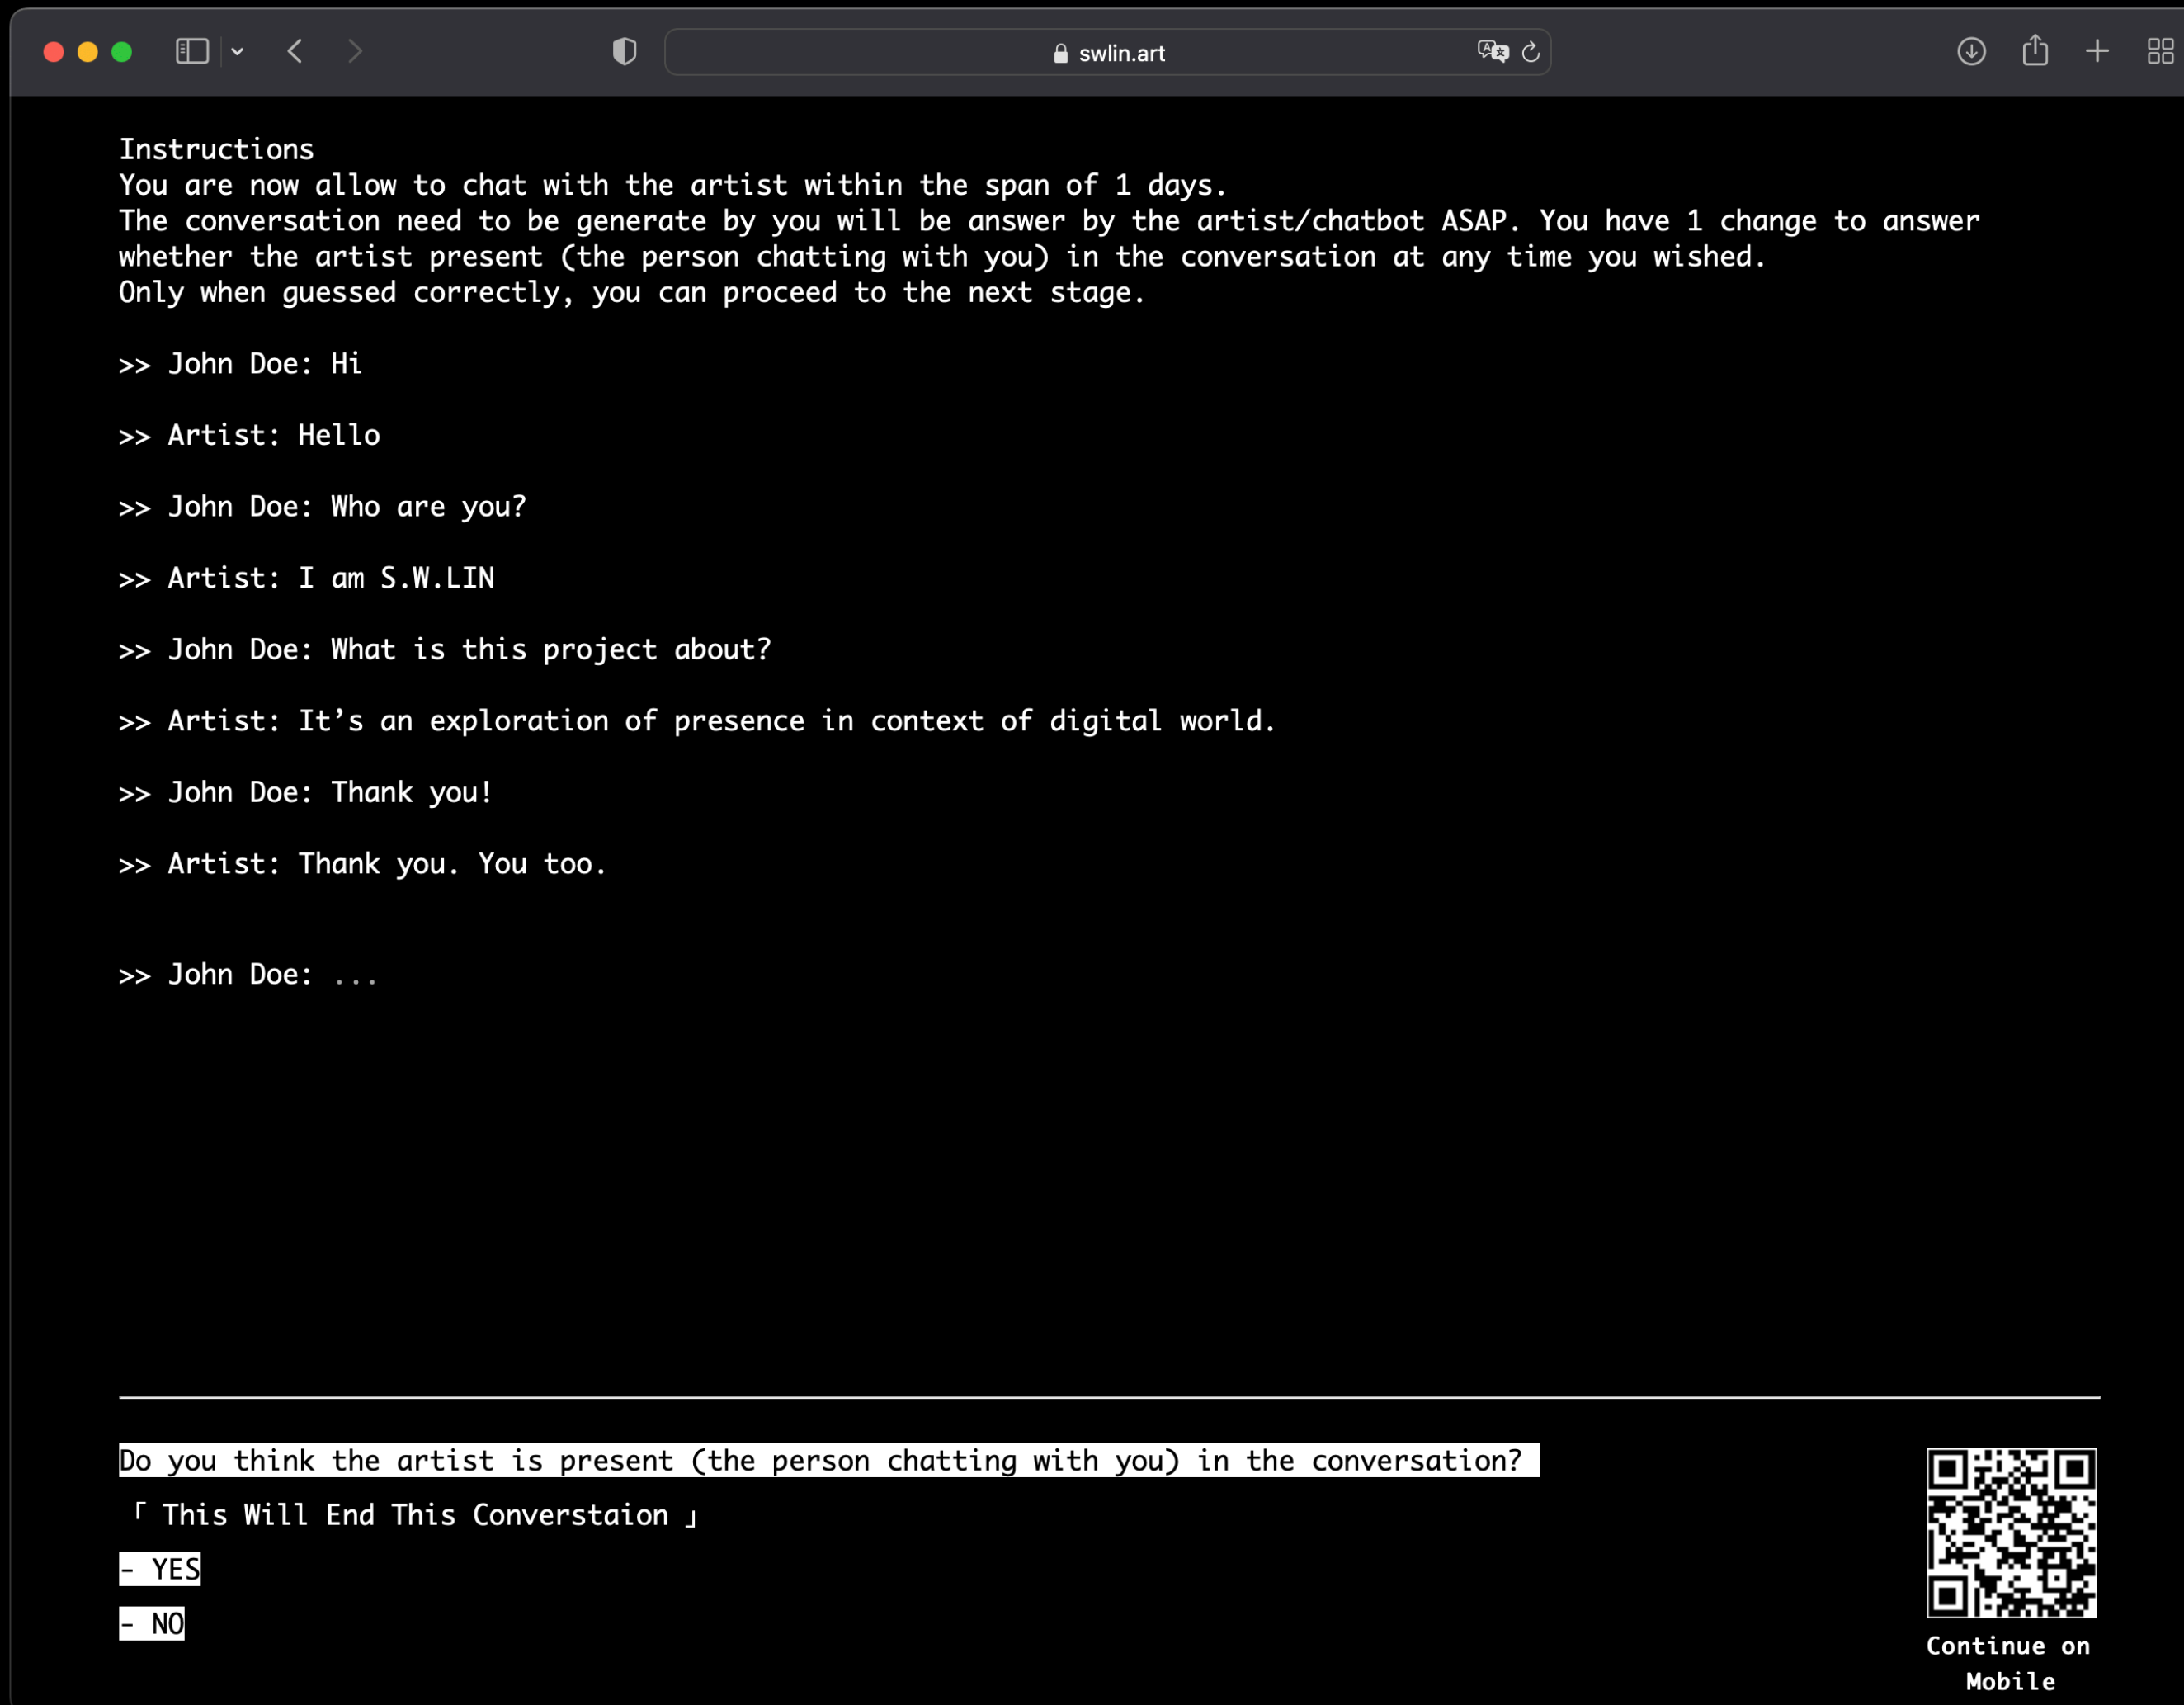 swlin.art
Instructions
You are now allow to chat with the artist within the span of 1 days.
The conversation need to be generate by you will be answer by the artist/chatbot ASAP. You have 1 change to answer
whether the artist present (the person chatting with you) in the conversation at any time you wished.
Only when guessed correctly, you can proceed to the next stage.
>> John Doe: Hi
>> Artist: Hello
>> John Doe: Who are you?
>> Artist: I am S.W.LIN
>> John Doe: What is this project about?
>> Artist: It’s an exploration of presence in context of digital world.
>> John Doe: Thank you!
>> Artist: Thank you. You too.
>> John Doe: ...
Do you think the artist is present (the person chatting with you) in the conversation?
「 This Will End This Converstaion 」
- YES
- NO
Continue on
Mobile